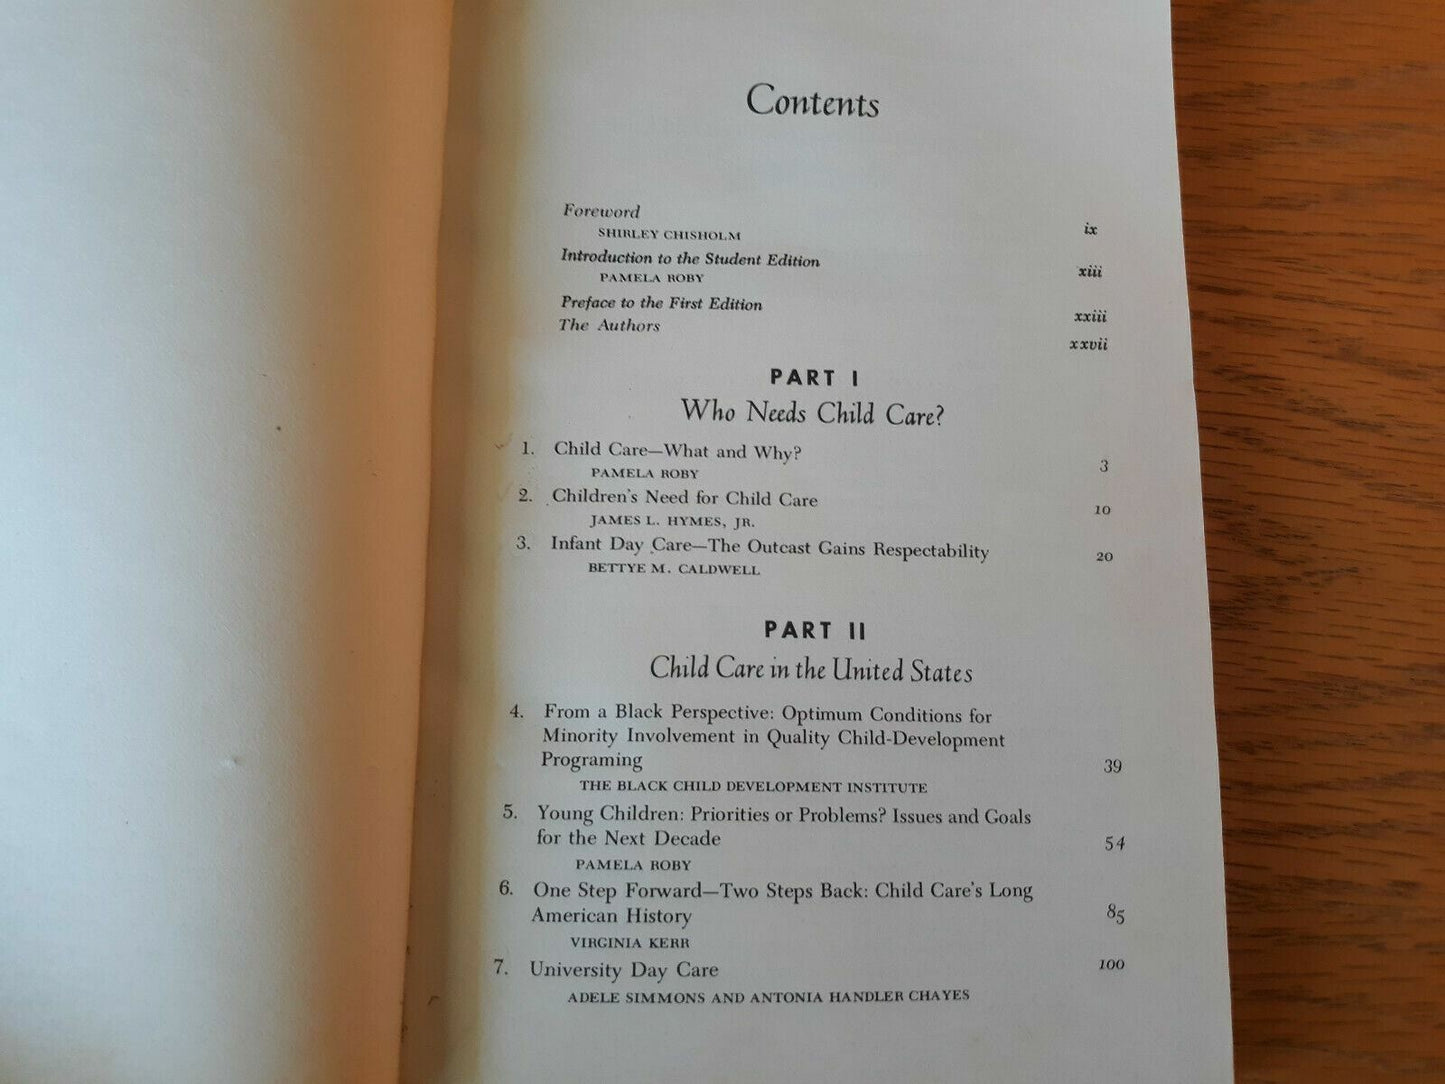 Contents
Foreword
SHIRLEY CHISHOLM ix
Introduction to the Student Edition
PAMELA ROBY xiii
Preface to the First Edition xxiii
The Authors xxvii
PART I
Who Needs Child Care?
1. Child Care—What and Why? 3
PAMELA ROBY
2. Children's Need for Child Care 10
JAMES L. HYMES, JR.
3. Infant Day Care—The Outcast Gains Respectability 20
BETTYE M. CALDWELL
PART II
Child Care in the United States
4. From a Black Perspective: Optimum Conditions for
Minority Involvement in Quality Child-Development
Programing 39
THE BLACK CHILD DEVELOPMENT INSTITUTE
5. Young Children: Priorities or Problems? Issues and Goals
for the Next Decade 54
PAMELA ROBY
6. One Step Forward—Two Steps Back: Child Care's Long
American History 85
VIRGINIA KERR
7. University Day Care 100
ADELE SIMMONS AND ANTONIA HANDLER CHAYES